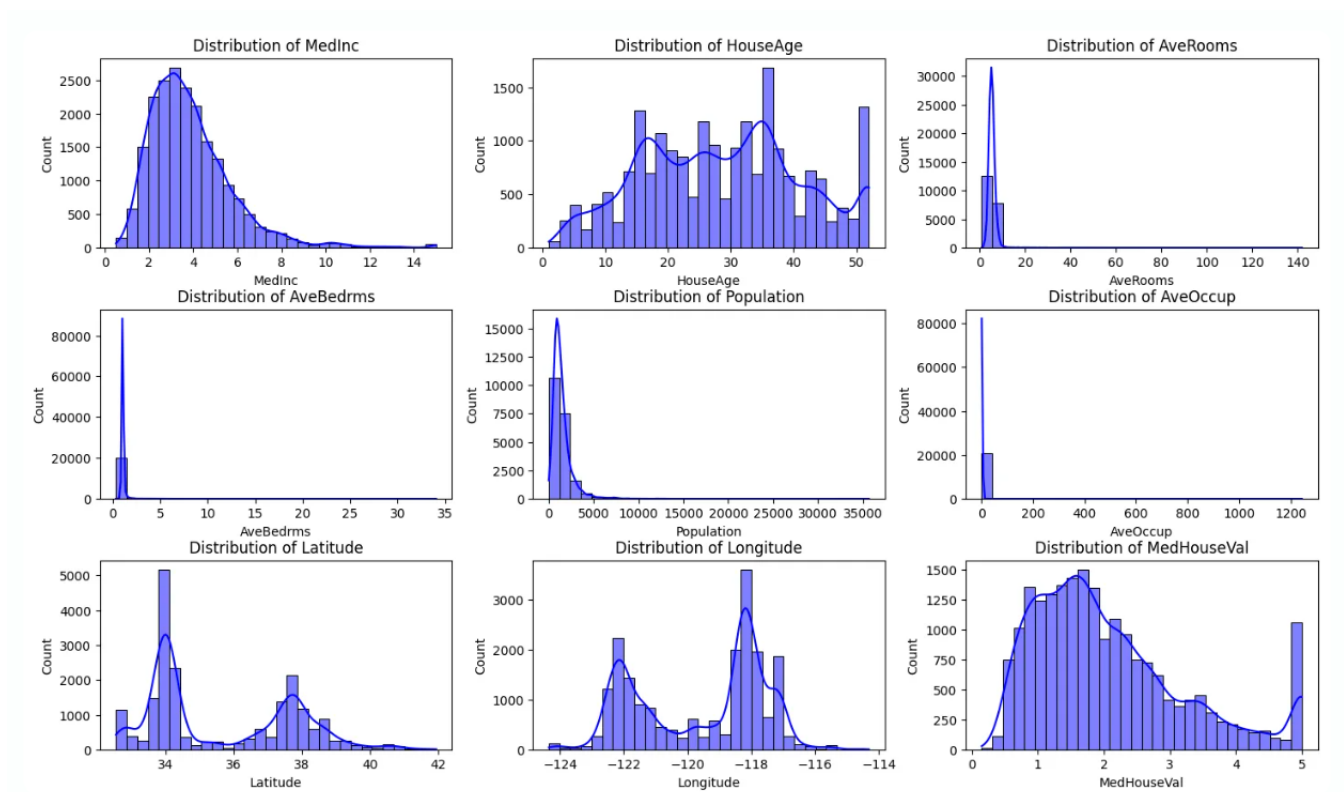 Distribution of MedInc
Count
2500
2000
1500
1000
500
0
0 2 4 6 8 10 12 14
MedInc
Distribution of HouseAge
Count
1500
1000
500
0
0 10 20 30 40 50
HouseAge
Distribution of AveRooms
Count
30000
25000
20000
15000
10000
5000
0
0 20 40 60 80 100 120 140
AveRooms
Distribution of AveBedrms
Count
80000
60000
40000
20000
0
0 5 10 15 20 25 30 35
AveBedrms
Distribution of Population
Count
15000
12500
10000
7500
5000
2500
0
0 5000 10000 15000 20000 25000 30000 35000
Population
Distribution of AveOccup
Count
80000
60000
40000
20000
0
0 200 400 600 800 1000 1200
AveOccup
Distribution of Latitude
Count
5000
4000
3000
2000
1000
0
34 36 38 40 42
Latitude
Distribution of Longitude
Count
3000
2000
1000
0
−124 −122 −120 −118 −116 −114
Longitude
Distribution of MedHouseVal
Count
1500
1250
1000
750
500
250
0
0 1 2 3 4 5
MedHouseVal